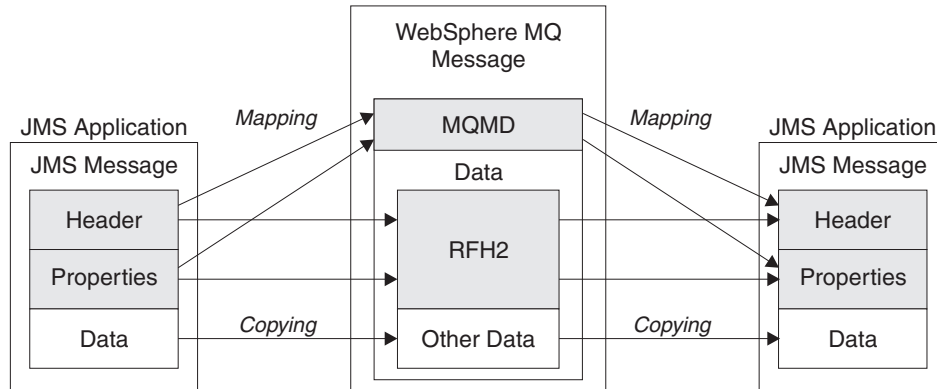 WebSphere MQ
Message
Mapping
MQMD
Mapping
JMS Application
JMS Application
JMS Message
Data
JMS Message
Header
Header
RFH2
Properties
Properties
Copying
Copying
Data
Other Data
Data